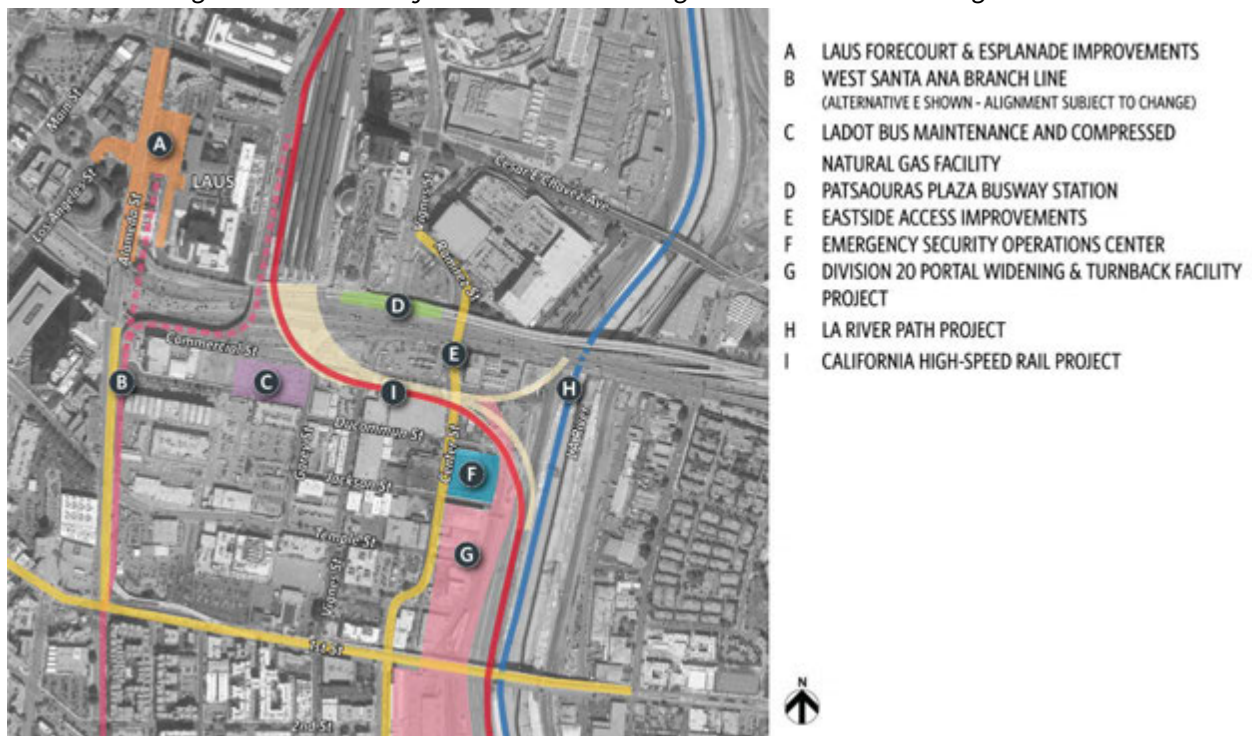 Main St
A
LAUS
Los Angeles St
Alameda St
Vignes St
Cesar E Chavez Ave
Ramirez St
D
Commercial St
E
B
C
I
H
LA River
Ducommun St
Garey St
Center St
Jackson St
F
Temple St
G
Vignes St
1st St
2nd St
A LAUS FORECOURT & ESPLANADE IMPROVEMENTS
B WEST SANTA ANA BRANCH LINE
(ALTERNATIVE E SHOWN - ALIGNMENT SUBJECT TO CHANGE)
C LADOT BUS MAINTENANCE AND COMPRESSED
NATURAL GAS FACILITY
D PATSAOURAS PLAZA BUSWAY STATION
E EASTSIDE ACCESS IMPROVEMENTS
F EMERGENCY SECURITY OPERATIONS CENTER
G DIVISION 20 PORTAL WIDENING & TURNBACK FACILITY
PROJECT
H LA RIVER PATH PROJECT
I CALIFORNIA HIGH-SPEED RAIL PROJECT
N